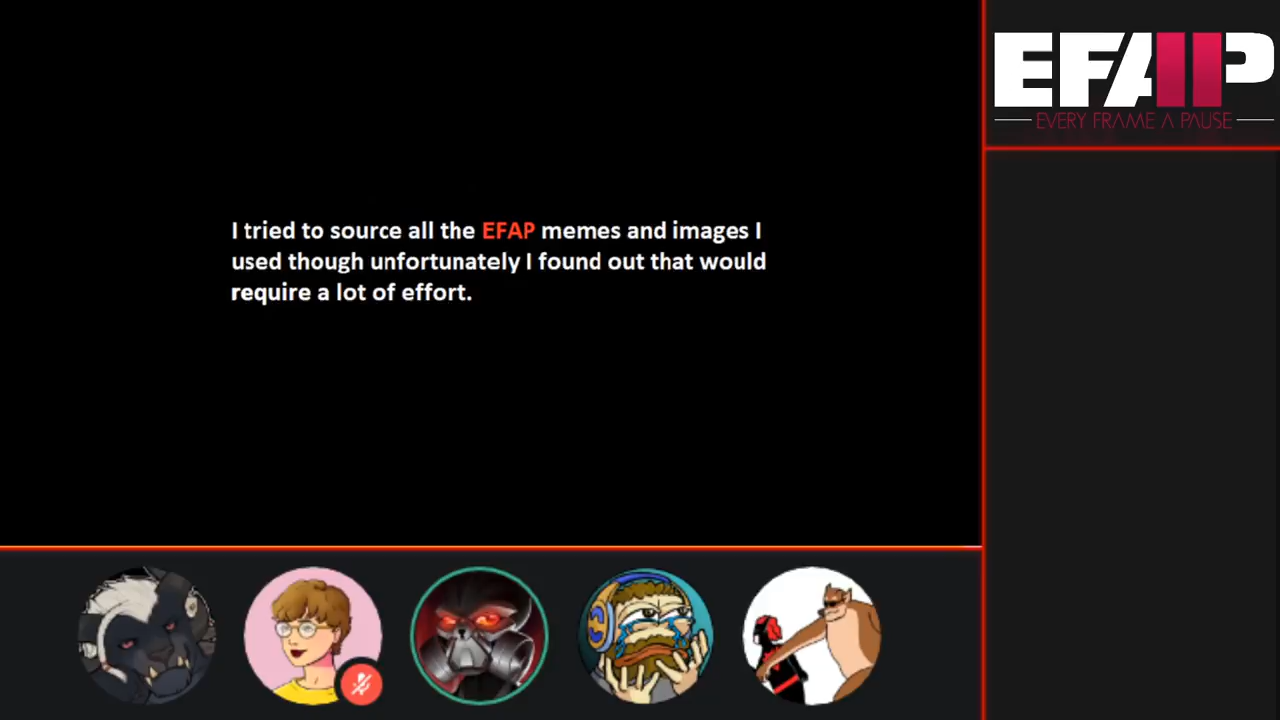 EFAP
EVERY FRAME A PAUSE
I tried to source all the EFAP memes and images I
used though unfortunately I found out that would
require a lot of effort.